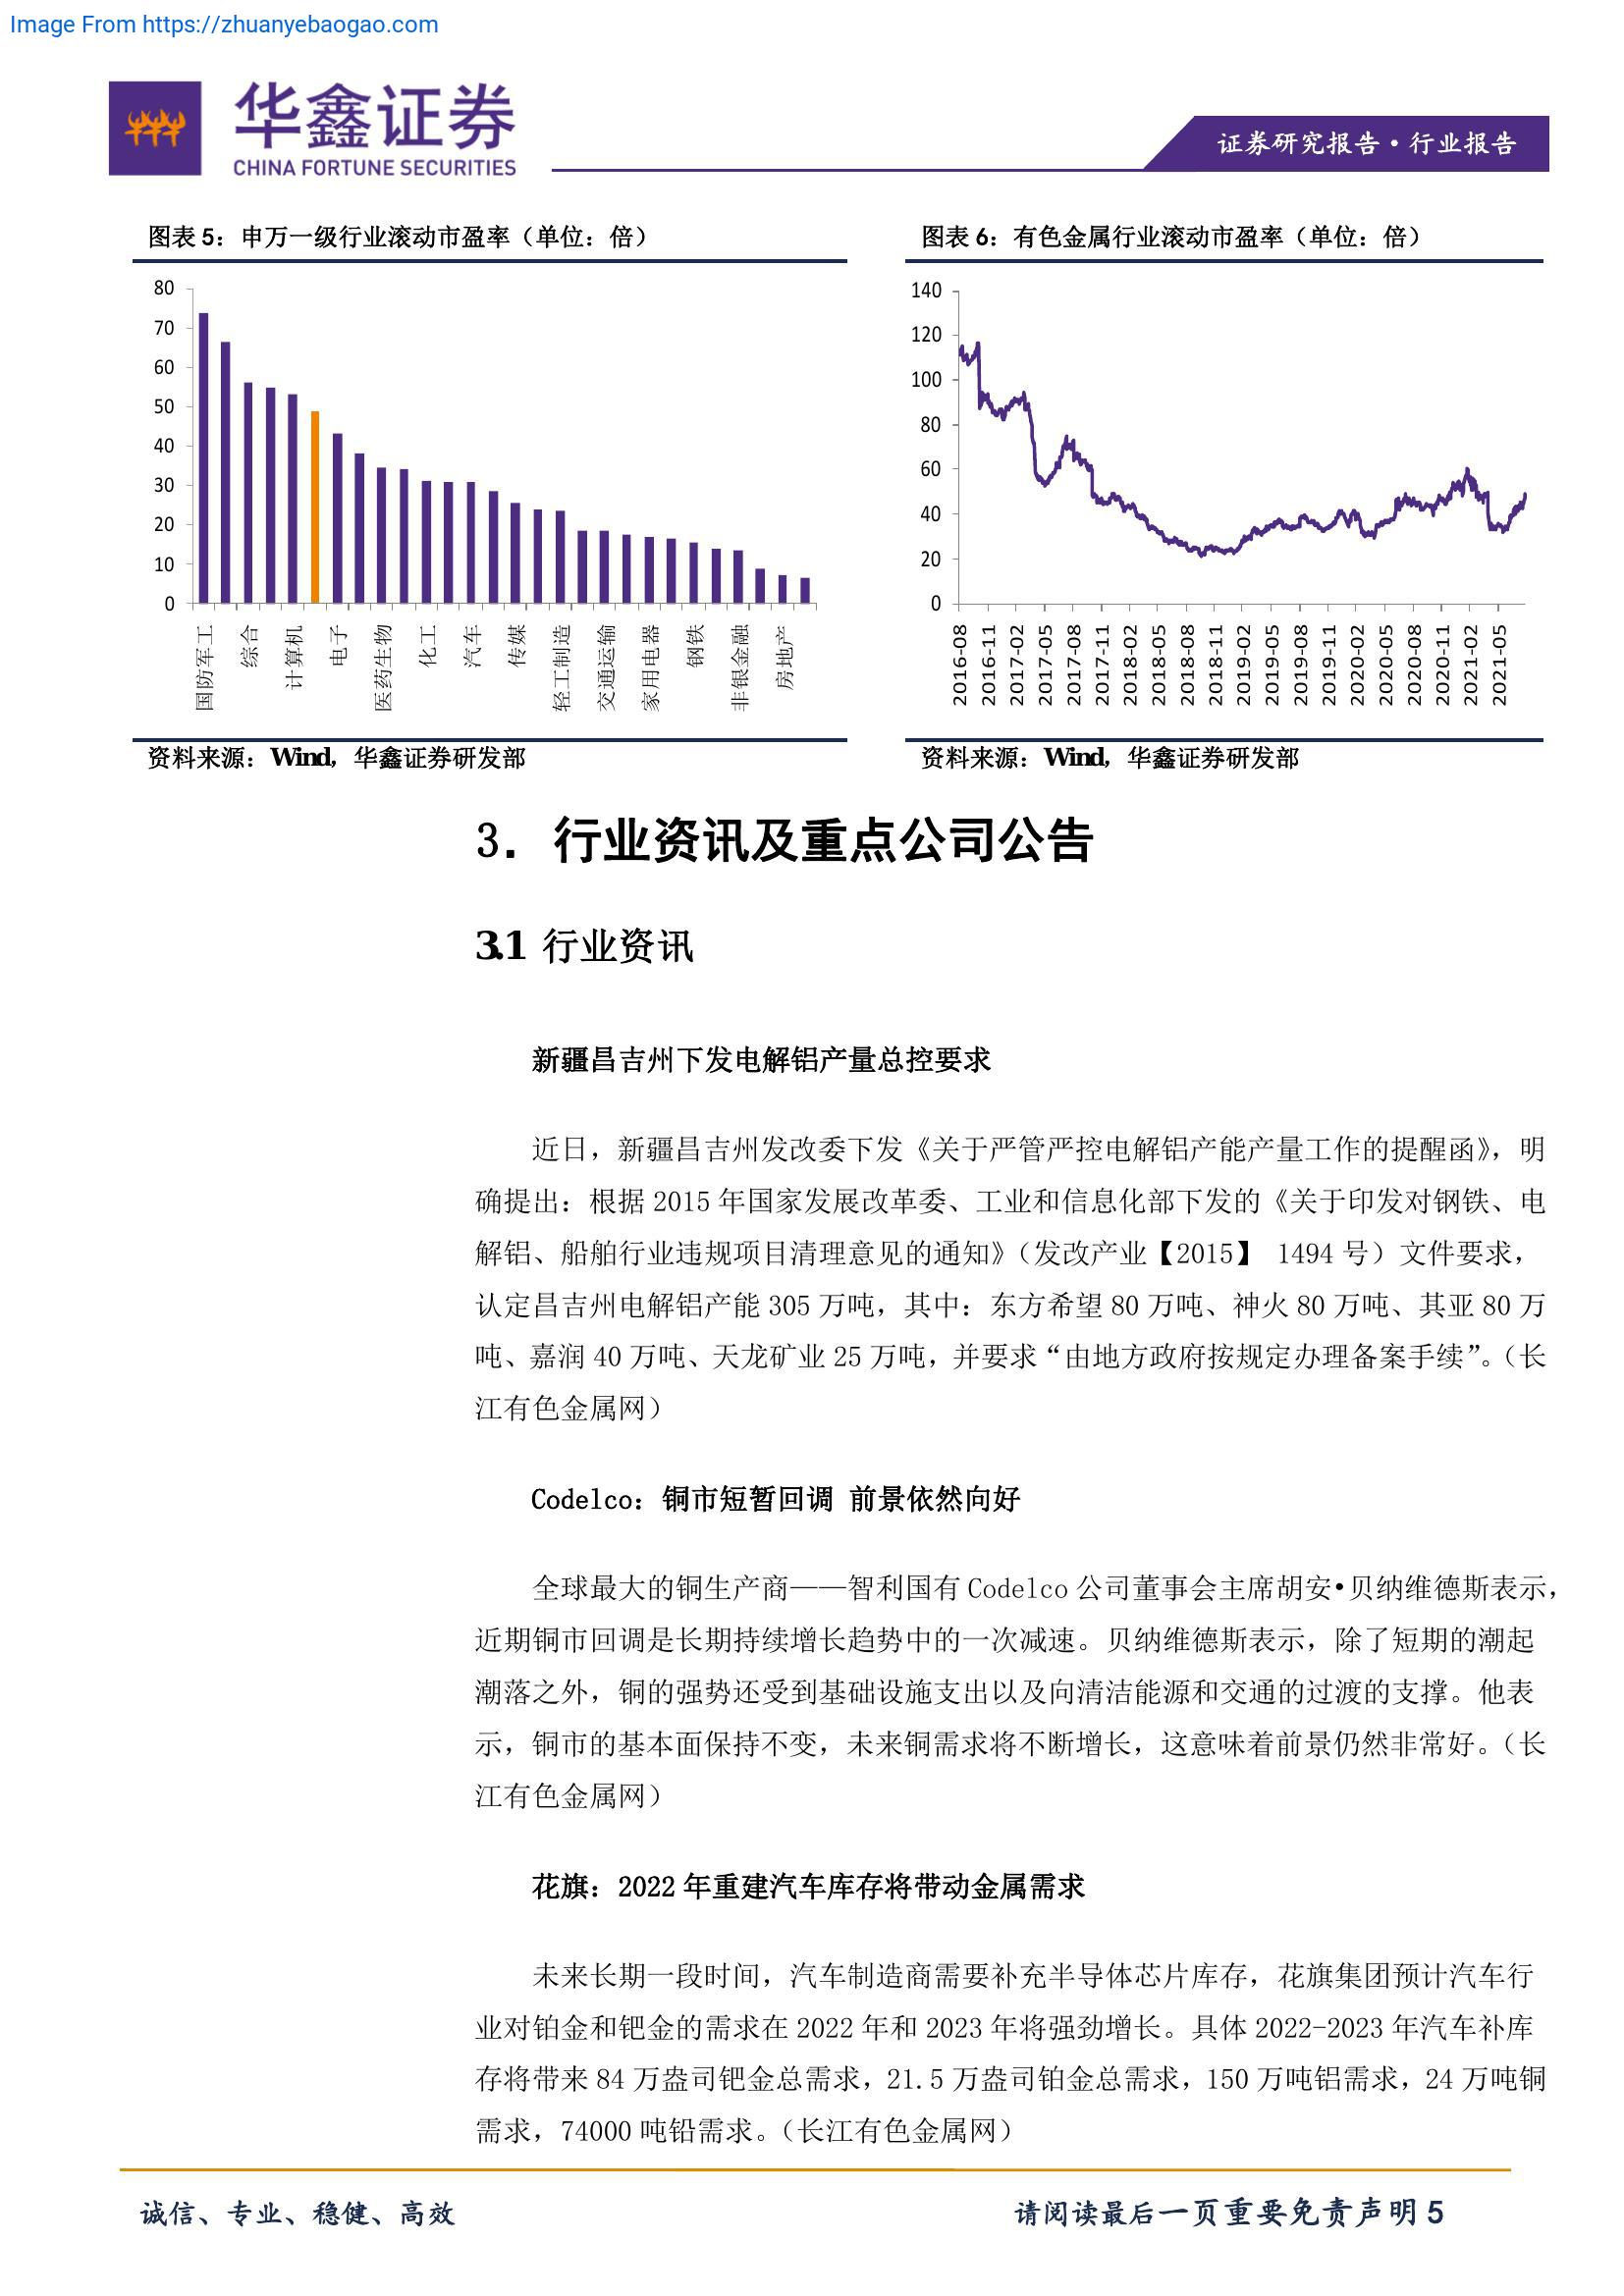 Image From https://zhuanyebaogao.com
华鑫证券
CHINA FORTUNE SECURITIES
证券研究报告·行业报告
图表 5：申万一级行业滚动市盈率（单位：倍）
80
70
60
50
40
30
20
10
0
国防军工
综合
计算机
电子
医药生物
化工
汽车
传媒
轻工制造
交通运输
家用电器
钢铁
非银金融
房地产
资料来源：Wind，华鑫证券研发部
图表 6：有色金属行业滚动市盈率（单位：倍）
140
120
100
80
60
40
20
0
2016-08
2016-11
2017-02
2017-05
2017-08
2017-11
2018-02
2018-05
2018-08
2018-11
2019-02
2019-05
2019-08
2019-11
2020-02
2020-05
2020-08
2020-11
2021-02
2021-05
资料来源：Wind，华鑫证券研发部
3． 行业资讯及重点公司公告
3.1 行业资讯
新疆昌吉州下发电解铝产量总控要求
近日，新疆昌吉州发改委下发《关于严管严控电解铝产能产量工作的提醒函》，明
确提出：根据 2015 年国家发展改革委、工业和信息化部下发的《关于印发对钢铁、电
解铝、船舶行业违规项目清理意见的通知》（发改产业【2015】 1494 号）文件要求，
认定昌吉州电解铝产能 305 万吨，其中：东方希望 80 万吨、神火 80 万吨、其亚 80 万
吨、嘉润 40 万吨、天龙矿业 25 万吨，并要求“由地方政府按规定办理备案手续”。（长
江有色金属网）
Codelco：铜市短暂回调 前景依然向好
全球最大的铜生产商——智利国有 Codelco 公司董事会主席胡安•贝纳维德斯表示，
近期铜市回调是长期持续增长趋势中的一次减速。贝纳维德斯表示，除了短期的潮起
潮落之外，铜的强势还受到基础设施支出以及向清洁能源和交通的过渡的支撑。他表
示，铜市的基本面保持不变，未来铜需求将不断增长，这意味着前景仍然非常好。（长
江有色金属网）
花旗：2022 年重建汽车库存将带动金属需求
未来长期一段时间，汽车制造商需要补充半导体芯片库存，花旗集团预计汽车行
业对铂金和钯金的需求在 2022 年和 2023 年将强劲增长。具体 2022-2023 年汽车补库
存将带来 84 万盎司钯金总需求，21.5 万盎司铂金总需求，150 万吨铝需求，24 万吨铜
需求，74000 吨铅需求。（长江有色金属网）
诚信、专业、稳健、高效
请阅读最后一页重要免责声明 5